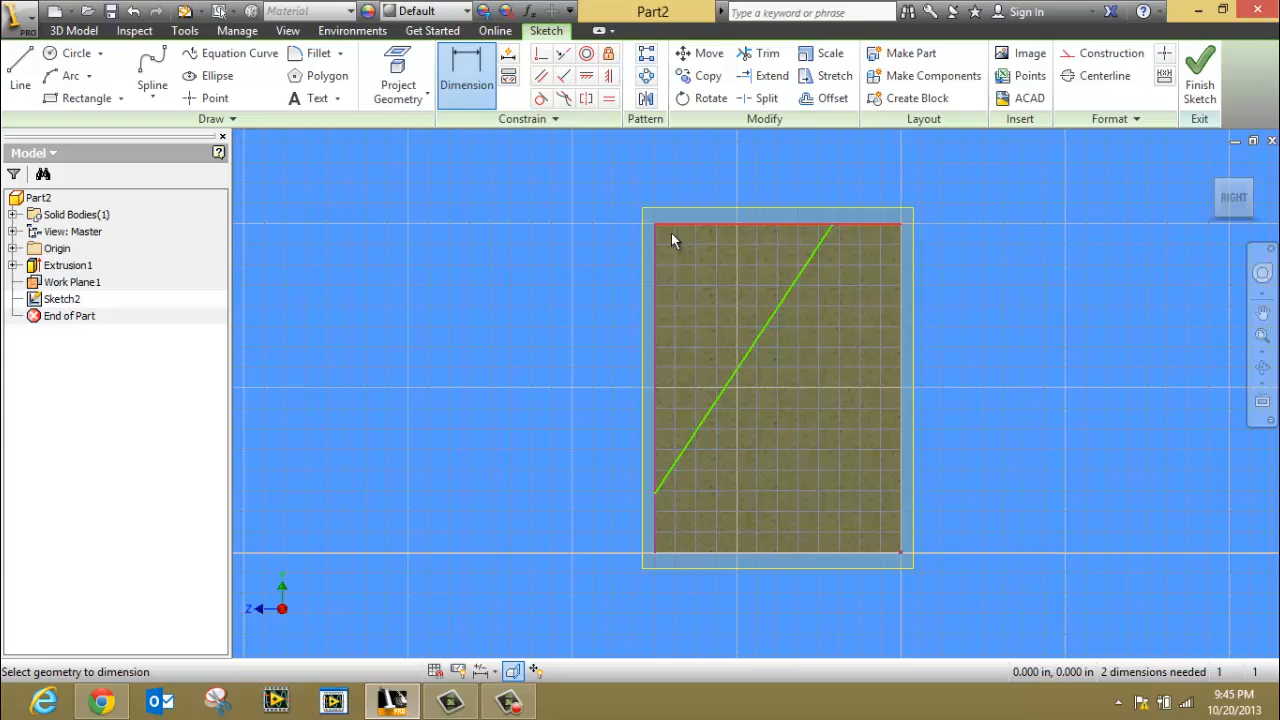 Material
Default
Part2
Type a keyword or phrase
Sign In
PRO
3D Model
Inspect
Tools
Manage
View
Environments
Get Started
Online
Sketch
Line
Circle
Arc
Rectangle
Spline
Equation Curve
Ellipse
Point
Fillet
Polygon
Text
Project
Geometry
Dimension
Move
Copy
Rotate
Trim
Extend
Split
Scale
Stretch
Offset
Make Part
Make Components
Create Block
Image
Points
ACAD
Construction
Centerline
Finish
Sketch
Draw
Constrain
Pattern
Modify
Layout
Insert
Format
Exit
Model
Part2
Solid Bodies(1)
View: Master
Origin
Extrusion1
Work Plane1
Sketch2
End of Part
RIGHT
Y
Z
Select geometry to dimension
0.000 in, 0.000 in
2 dimensions needed
1
1
9:45 PM
10/20/2013